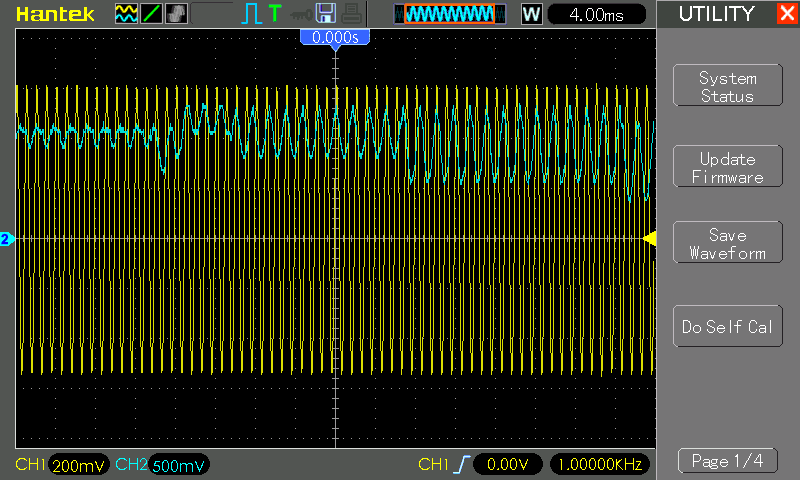 Hantek
T
W
4.00ms
UTILITY
X
0.000s
System
Status
Update
Firmware
Save
Waveform
2
Do Self Cal
CH1 200mV CH2 500mV CH1 0.00V 1.00000KHz
Page 1/4